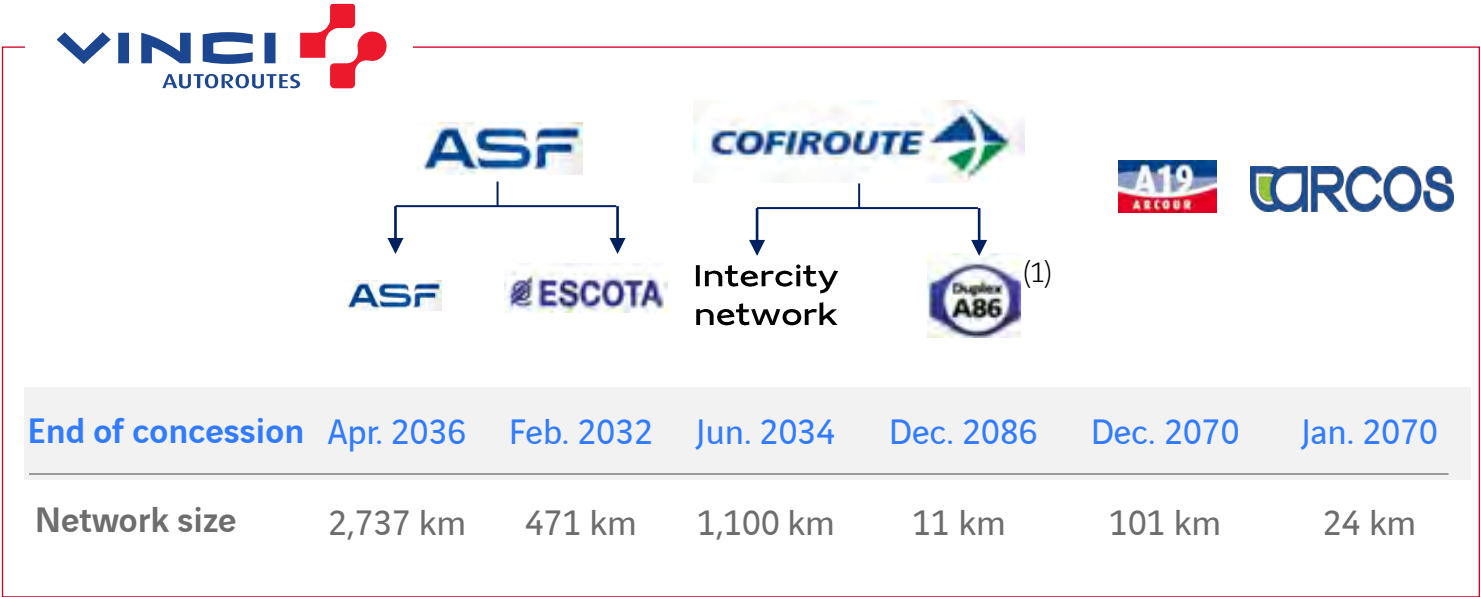 VINCI
AUTOROUTES
ASF
COFIROUTE
A19
ARCOUR
ARCOS
ASF
ESCOTA
Intercity
network
Duplex
A86
(1)
End of concession Apr. 2036 Feb. 2032 Jun. 2034 Dec. 2086 Dec. 2070 Jan. 2070
Network size 2,737 km 471 km 1,100 km 11 km 101 km 24 km